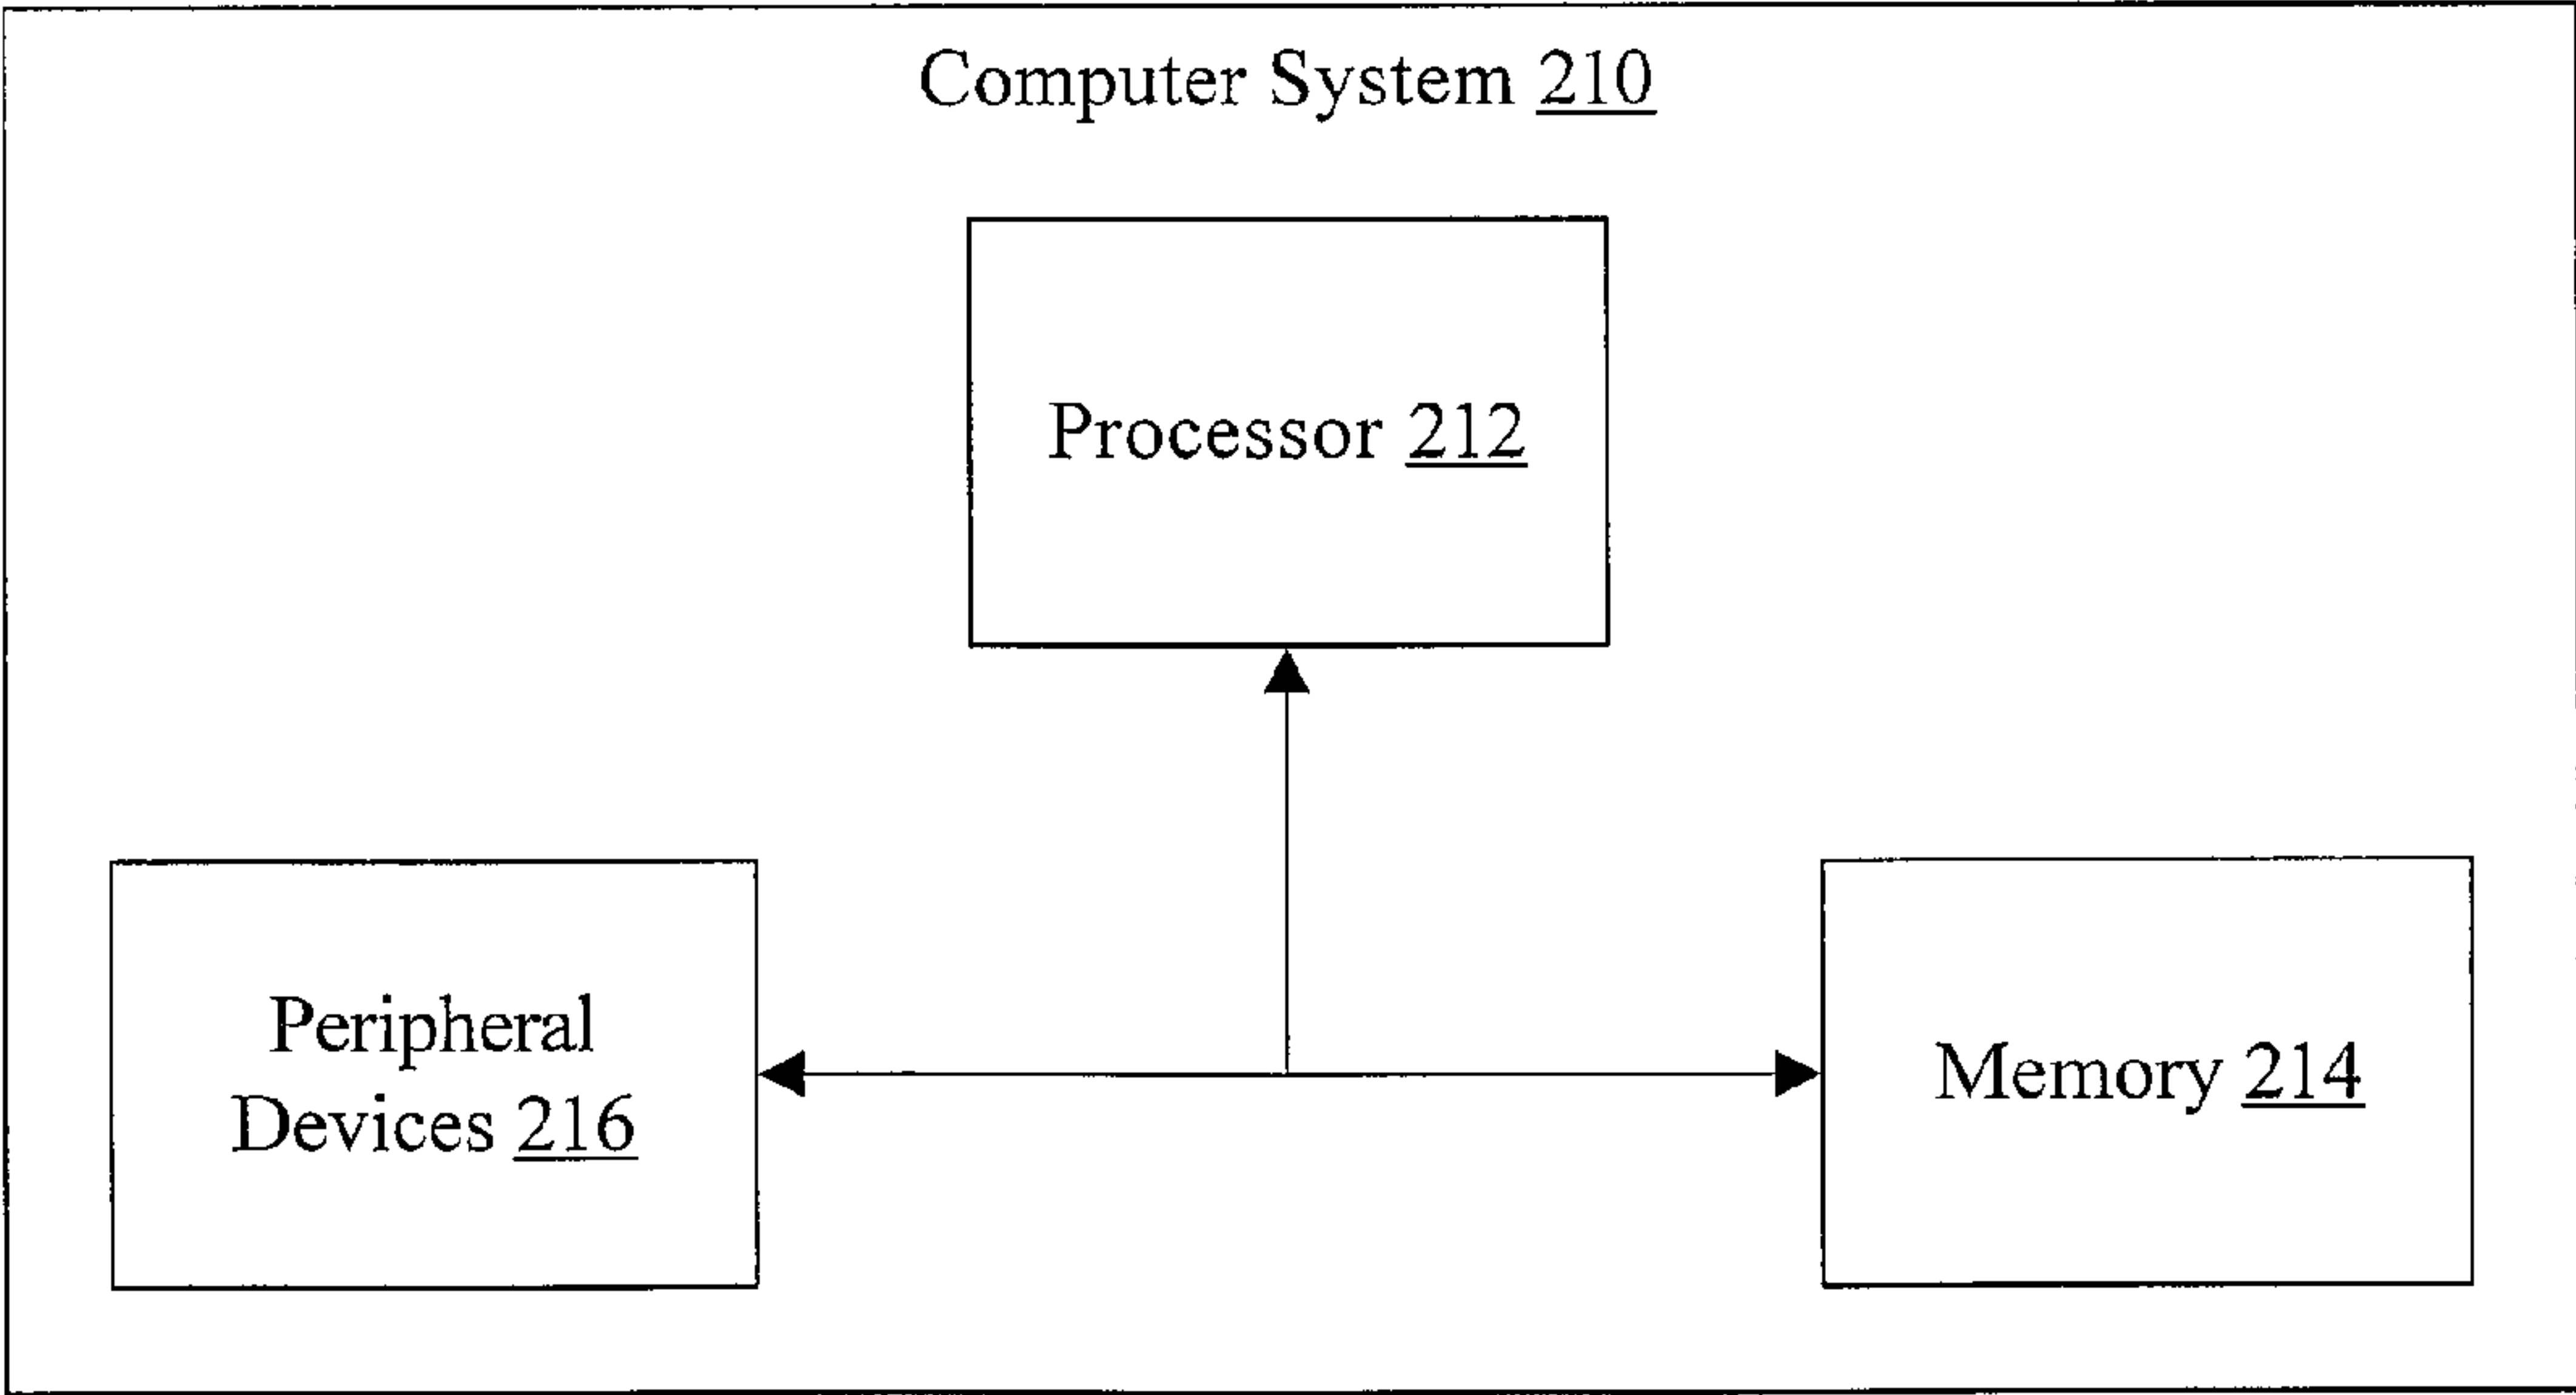 Computer System 210
Processor 212
Peripheral
Devices 216
Memory 214